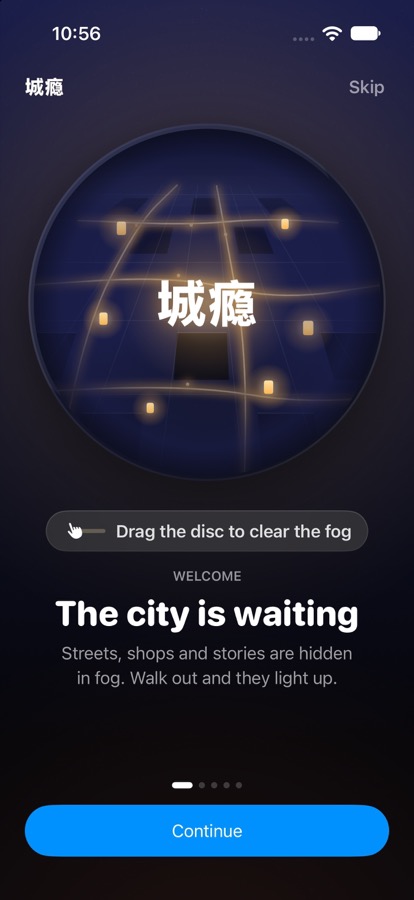 10:56
城瘾
Skip
城瘾
Drag the disc to clear the fog
WELCOME
The city is waiting
Streets, shops and stories are hidden
in fog. Walk out and they light up.
Continue